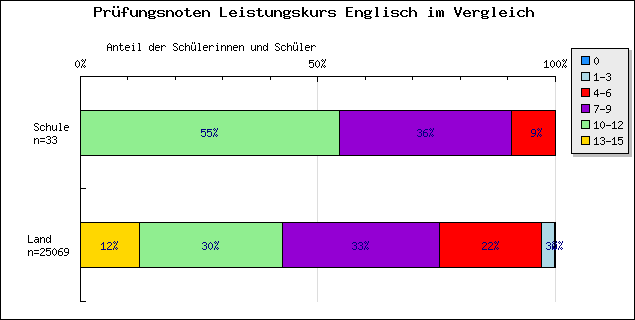 Prüfungsnoten Leistungskurs Englisch im Vergleich
Anteil der Schülerinnen und Schüler
0% 50% 100%
0
1-3
4-6
7-9
10-12
13-15
Schule
n=33
55% 36% 9%
Land
n=25069
12% 30% 33% 22%